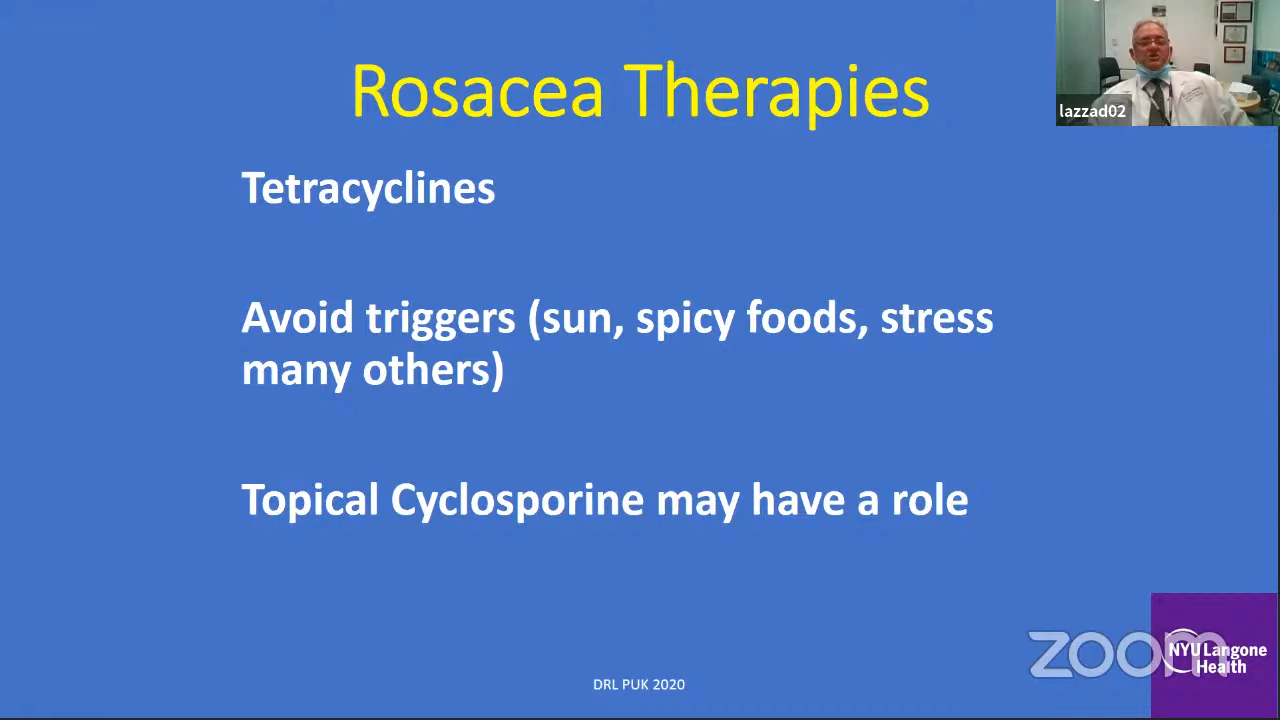 Rosacea Therapies
lazzad02
Tetracyclines
Avoid triggers (sun, spicy foods, stress
many others)
Topical Cyclosporine may have a role
zoom
NYU Langone
Health
DRL PUK 2020